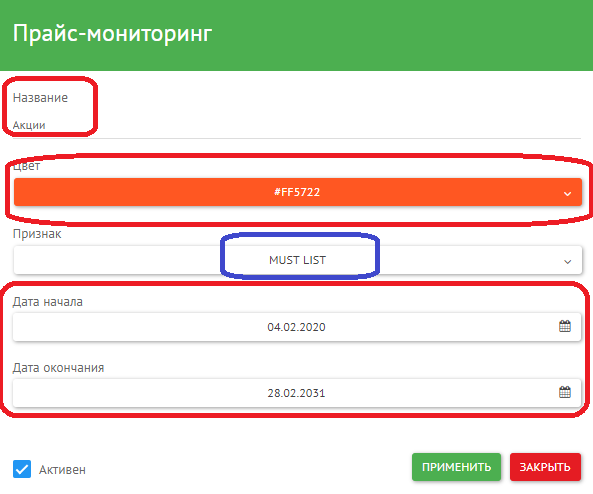 Прайс-мониторинг
Название
Акции
Цвет
#FF5722
Признак
MUST LIST
Дата начала
04.02.2020
Дата окончания
28.02.2031
Активен
ПРИМЕНИТЬ
ЗАКРЫТЬ